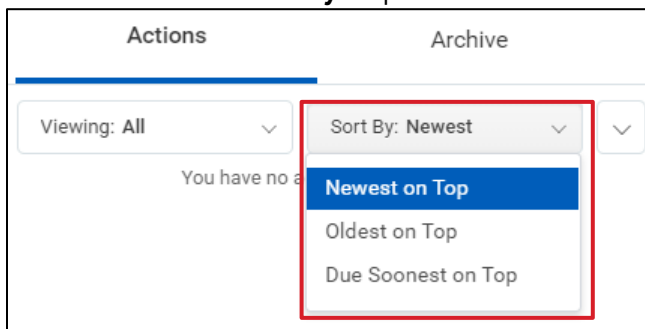 Actions Archive
Viewing: All Sort By: Newest
You have no a
Newest on Top
Oldest on Top
Due Soonest on Top